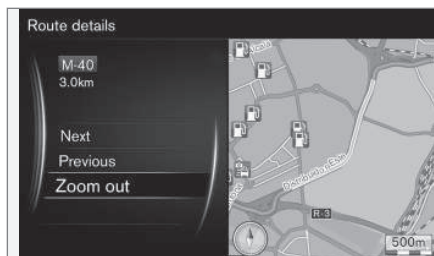 Route details
M-40
3.0km
Next
Previous
Zoom out
R-3
500m